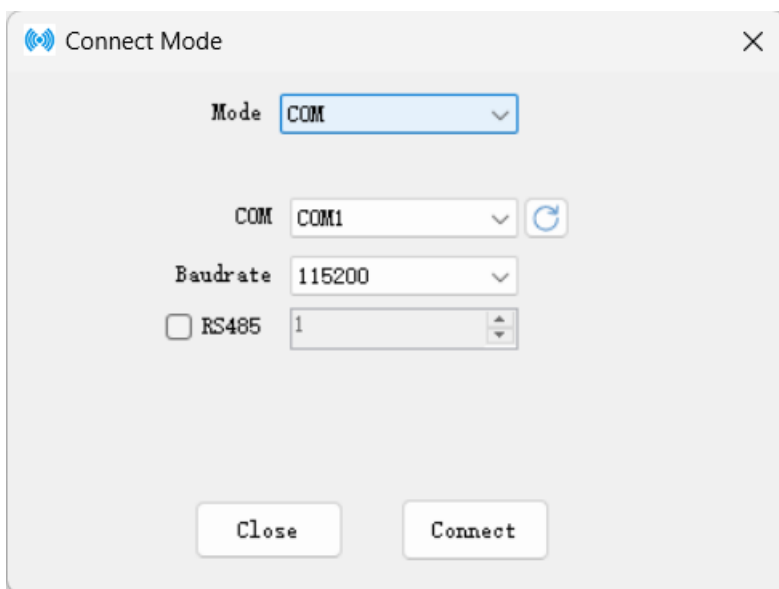 Connect Mode
Mode COM
COM COM1
Baudrate 115200
RS485 1
Close Connect